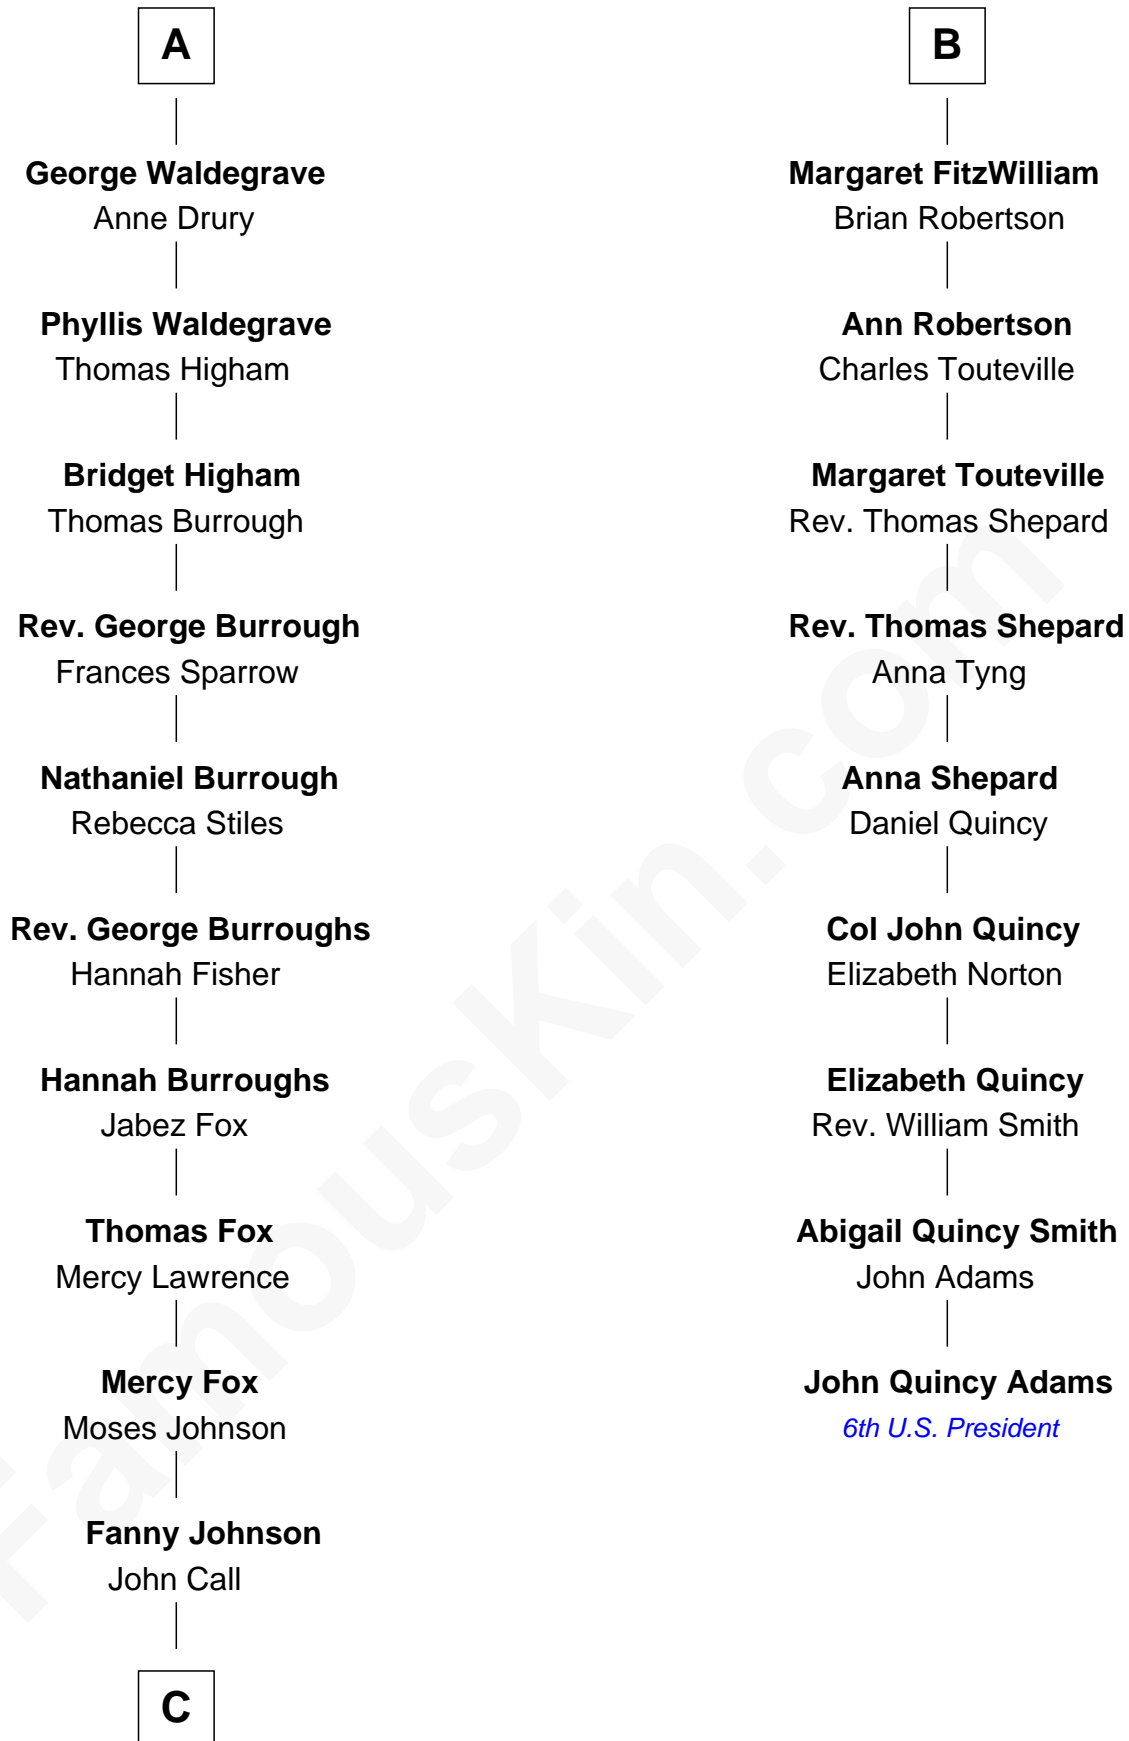 A
George Waldegrave
Anne Drury
Phyllis Waldegrave
Thomas Higham
Bridget Higham
Thomas Burrough
Rev. George Burrough
Frances Sparrow
Nathaniel Burrough
Rebecca Stiles
Rev. George Burroughs
Hannah Fisher
Hannah Burroughs
Jabez Fox
Thomas Fox
Mercy Lawrence
Mercy Fox
Moses Johnson
Fanny Johnson
John Call
C
B
Margaret FitzWilliam
Brian Robertson
Ann Robertson
Charles Touteville
Margaret Touteville
Rev. Thomas Shepard
Rev. Thomas Shepard
Anna Tyng
Anna Shepard
Daniel Quincy
Col John Quincy
Elizabeth Norton
Elizabeth Quincy
Rev. William Smith
Abigail Quincy Smith
John Adams
John Quincy Adams
6th U.S. President
FamousKin.com